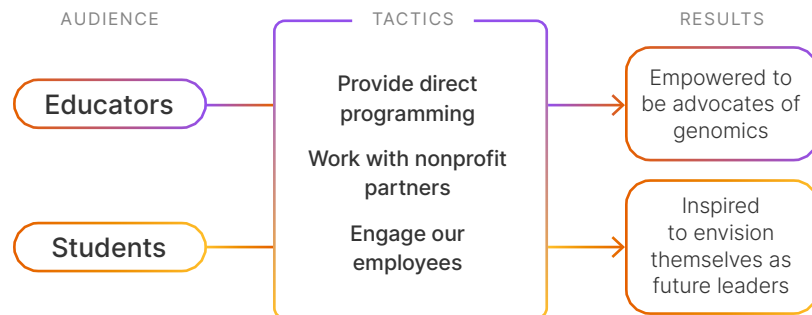 AUDIENCE
TACTICS
RESULTS
Educators
Students
Provide direct
programming
Work with nonprofit
partners
Engage our
employees
Empowered to
be advocates of
genomics
Inspired
to envision
themselves as
future leaders